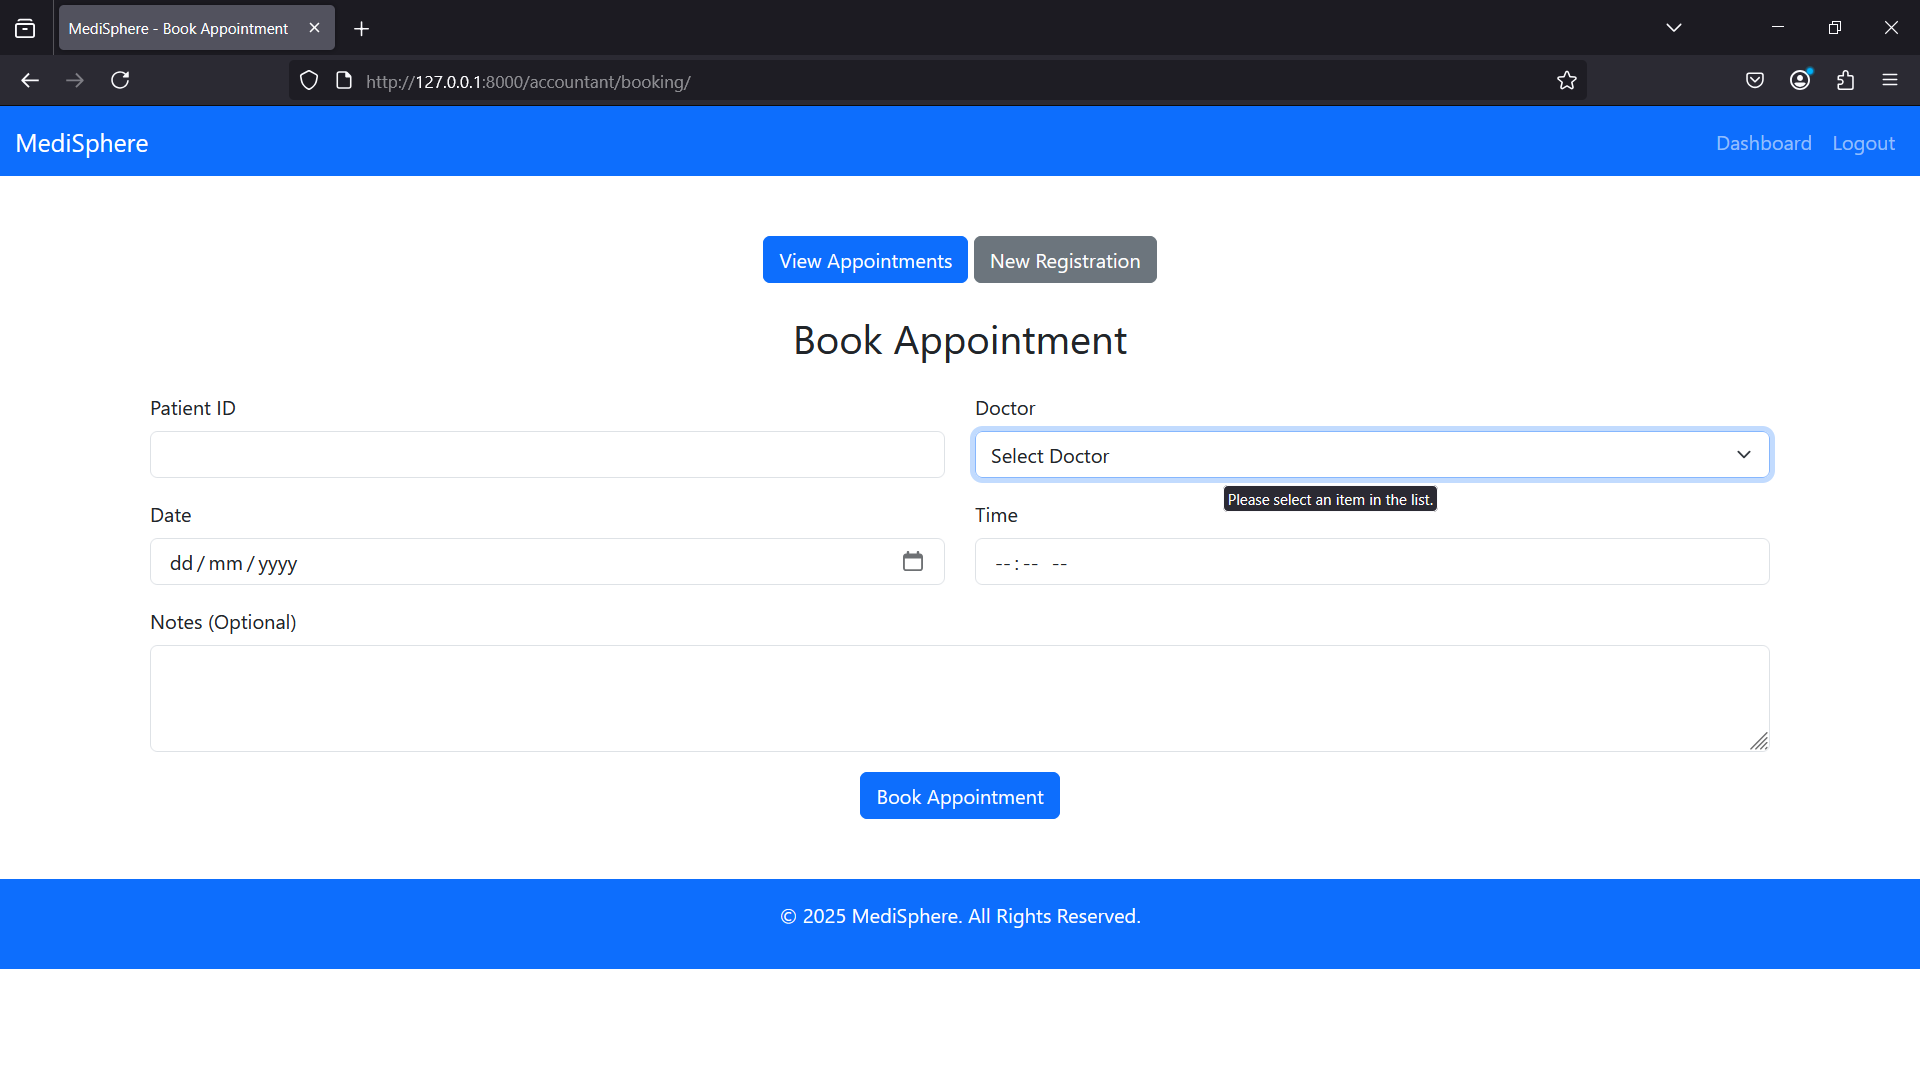 MediSphere - Book Appointment
http://127.0.0.1:8000/accountant/booking/
MediSphere
Dashboard Logout
View Appointments New Registration
Book Appointment
Patient ID Doctor
Select Doctor
Please select an item in the list.
Date Time
dd/mm/yyyy --:-- --
Notes (Optional)
Book Appointment
© 2025 MediSphere. All Rights Reserved.